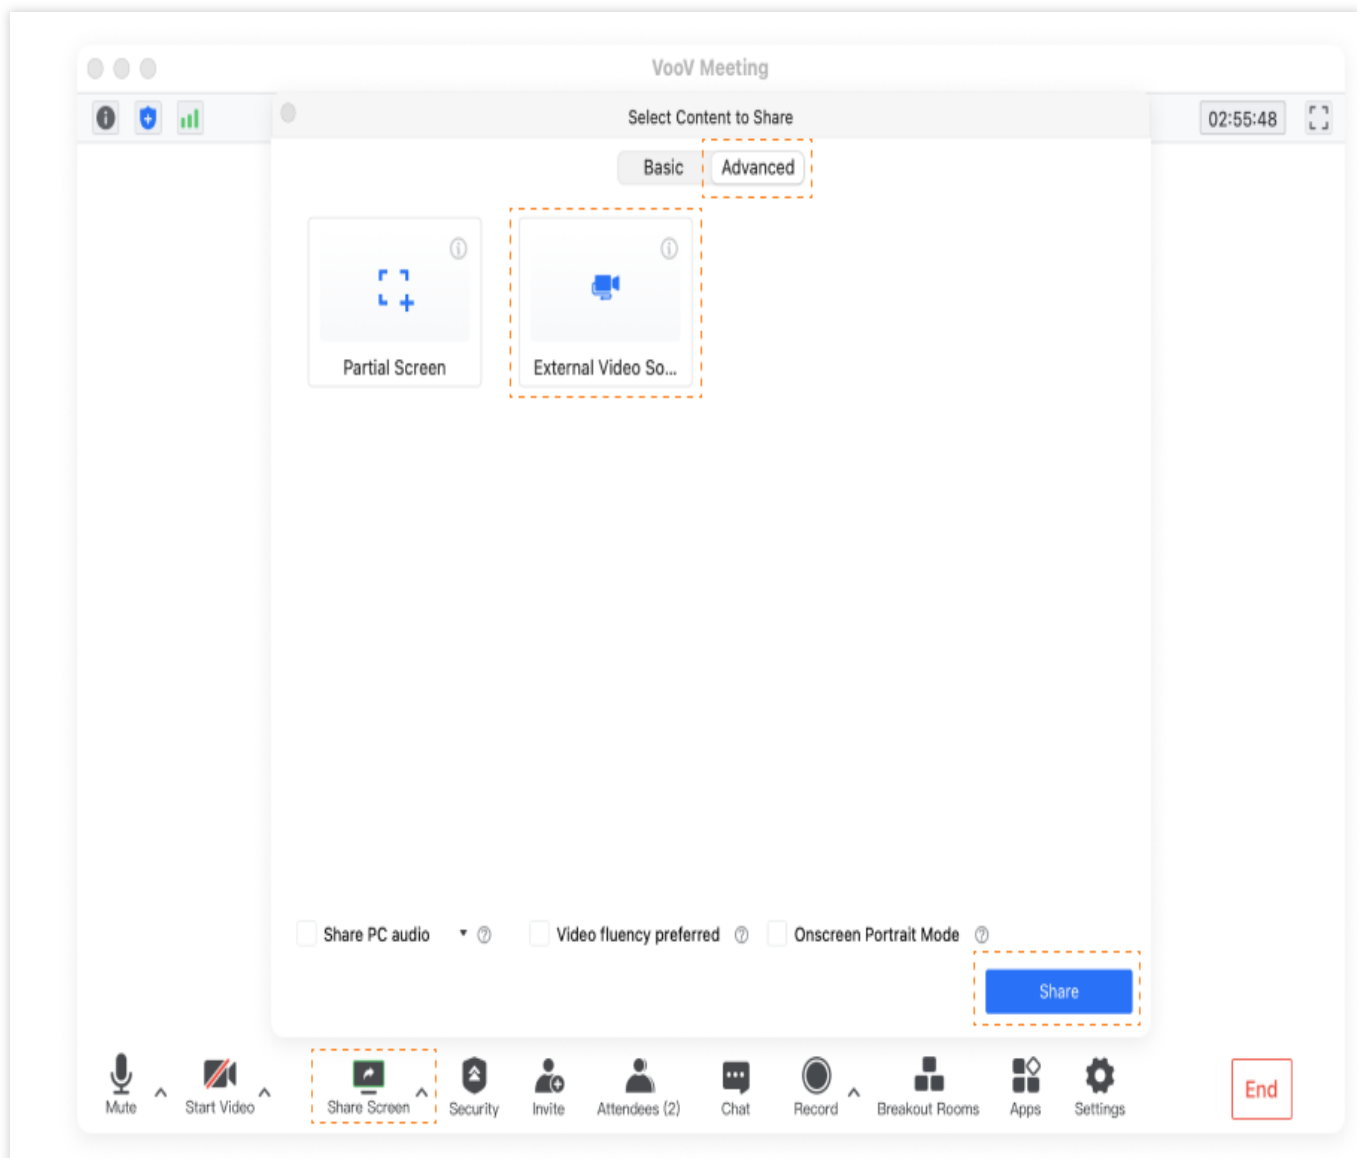 VooV Meeting
Select Content to Share
02:55:48
Basic
Advanced
Partial Screen
External Video So...
Share PC audio
Video fluency preferred
Onscreen Portrait Mode
Share
Mute
Start Video
Share Screen
Security
Invite
Attendees (2)
Chat
Record
Breakout Rooms
Apps
Settings
End